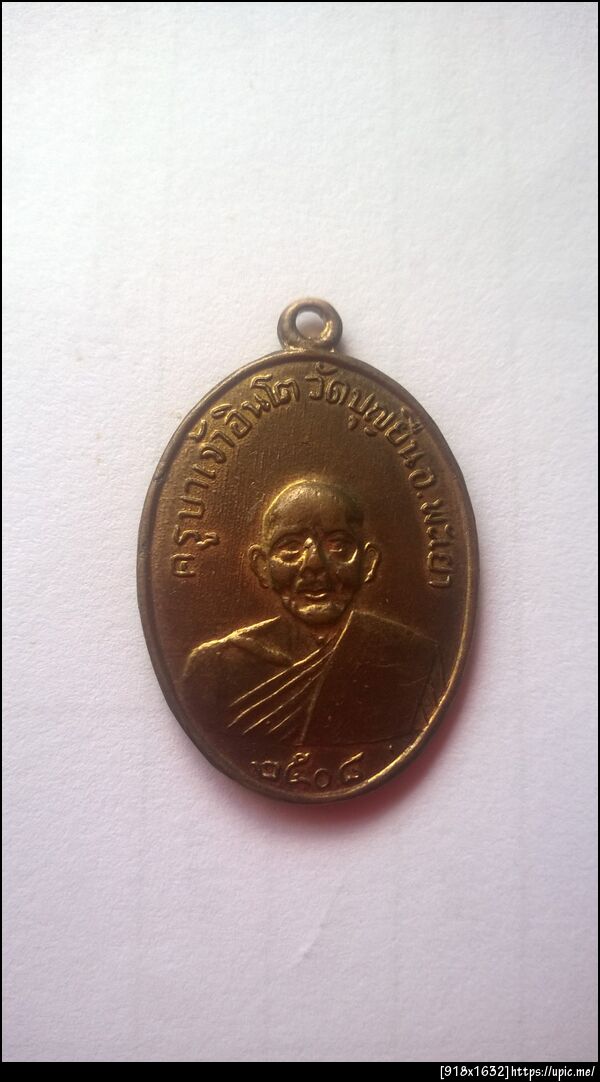 ครูบาเจ้าอินโต วัดบุญยืน อ.พะเยา
๒๕๐๔
[918x1632]https://upic.me/